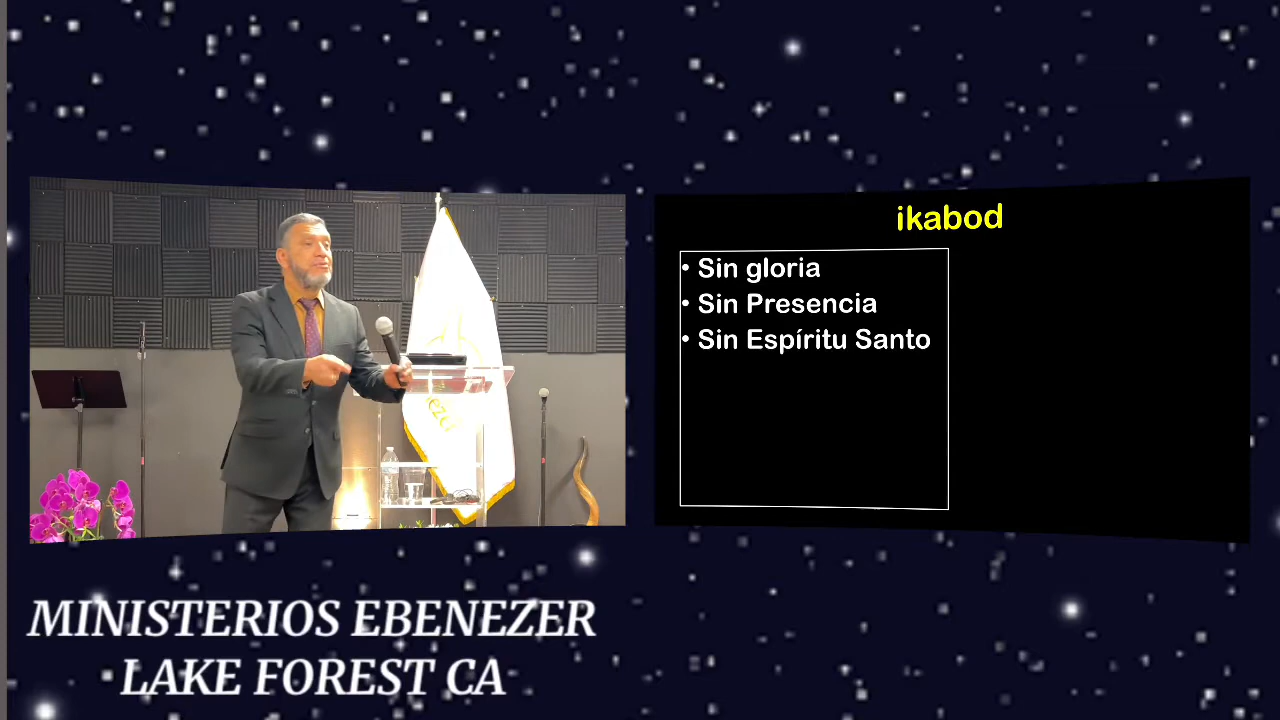 ikabod
• Sin gloria
• Sin Presencia
• Sin Espíritu Santo
MINISTERIOS EBENEZER
LAKE FOREST CA